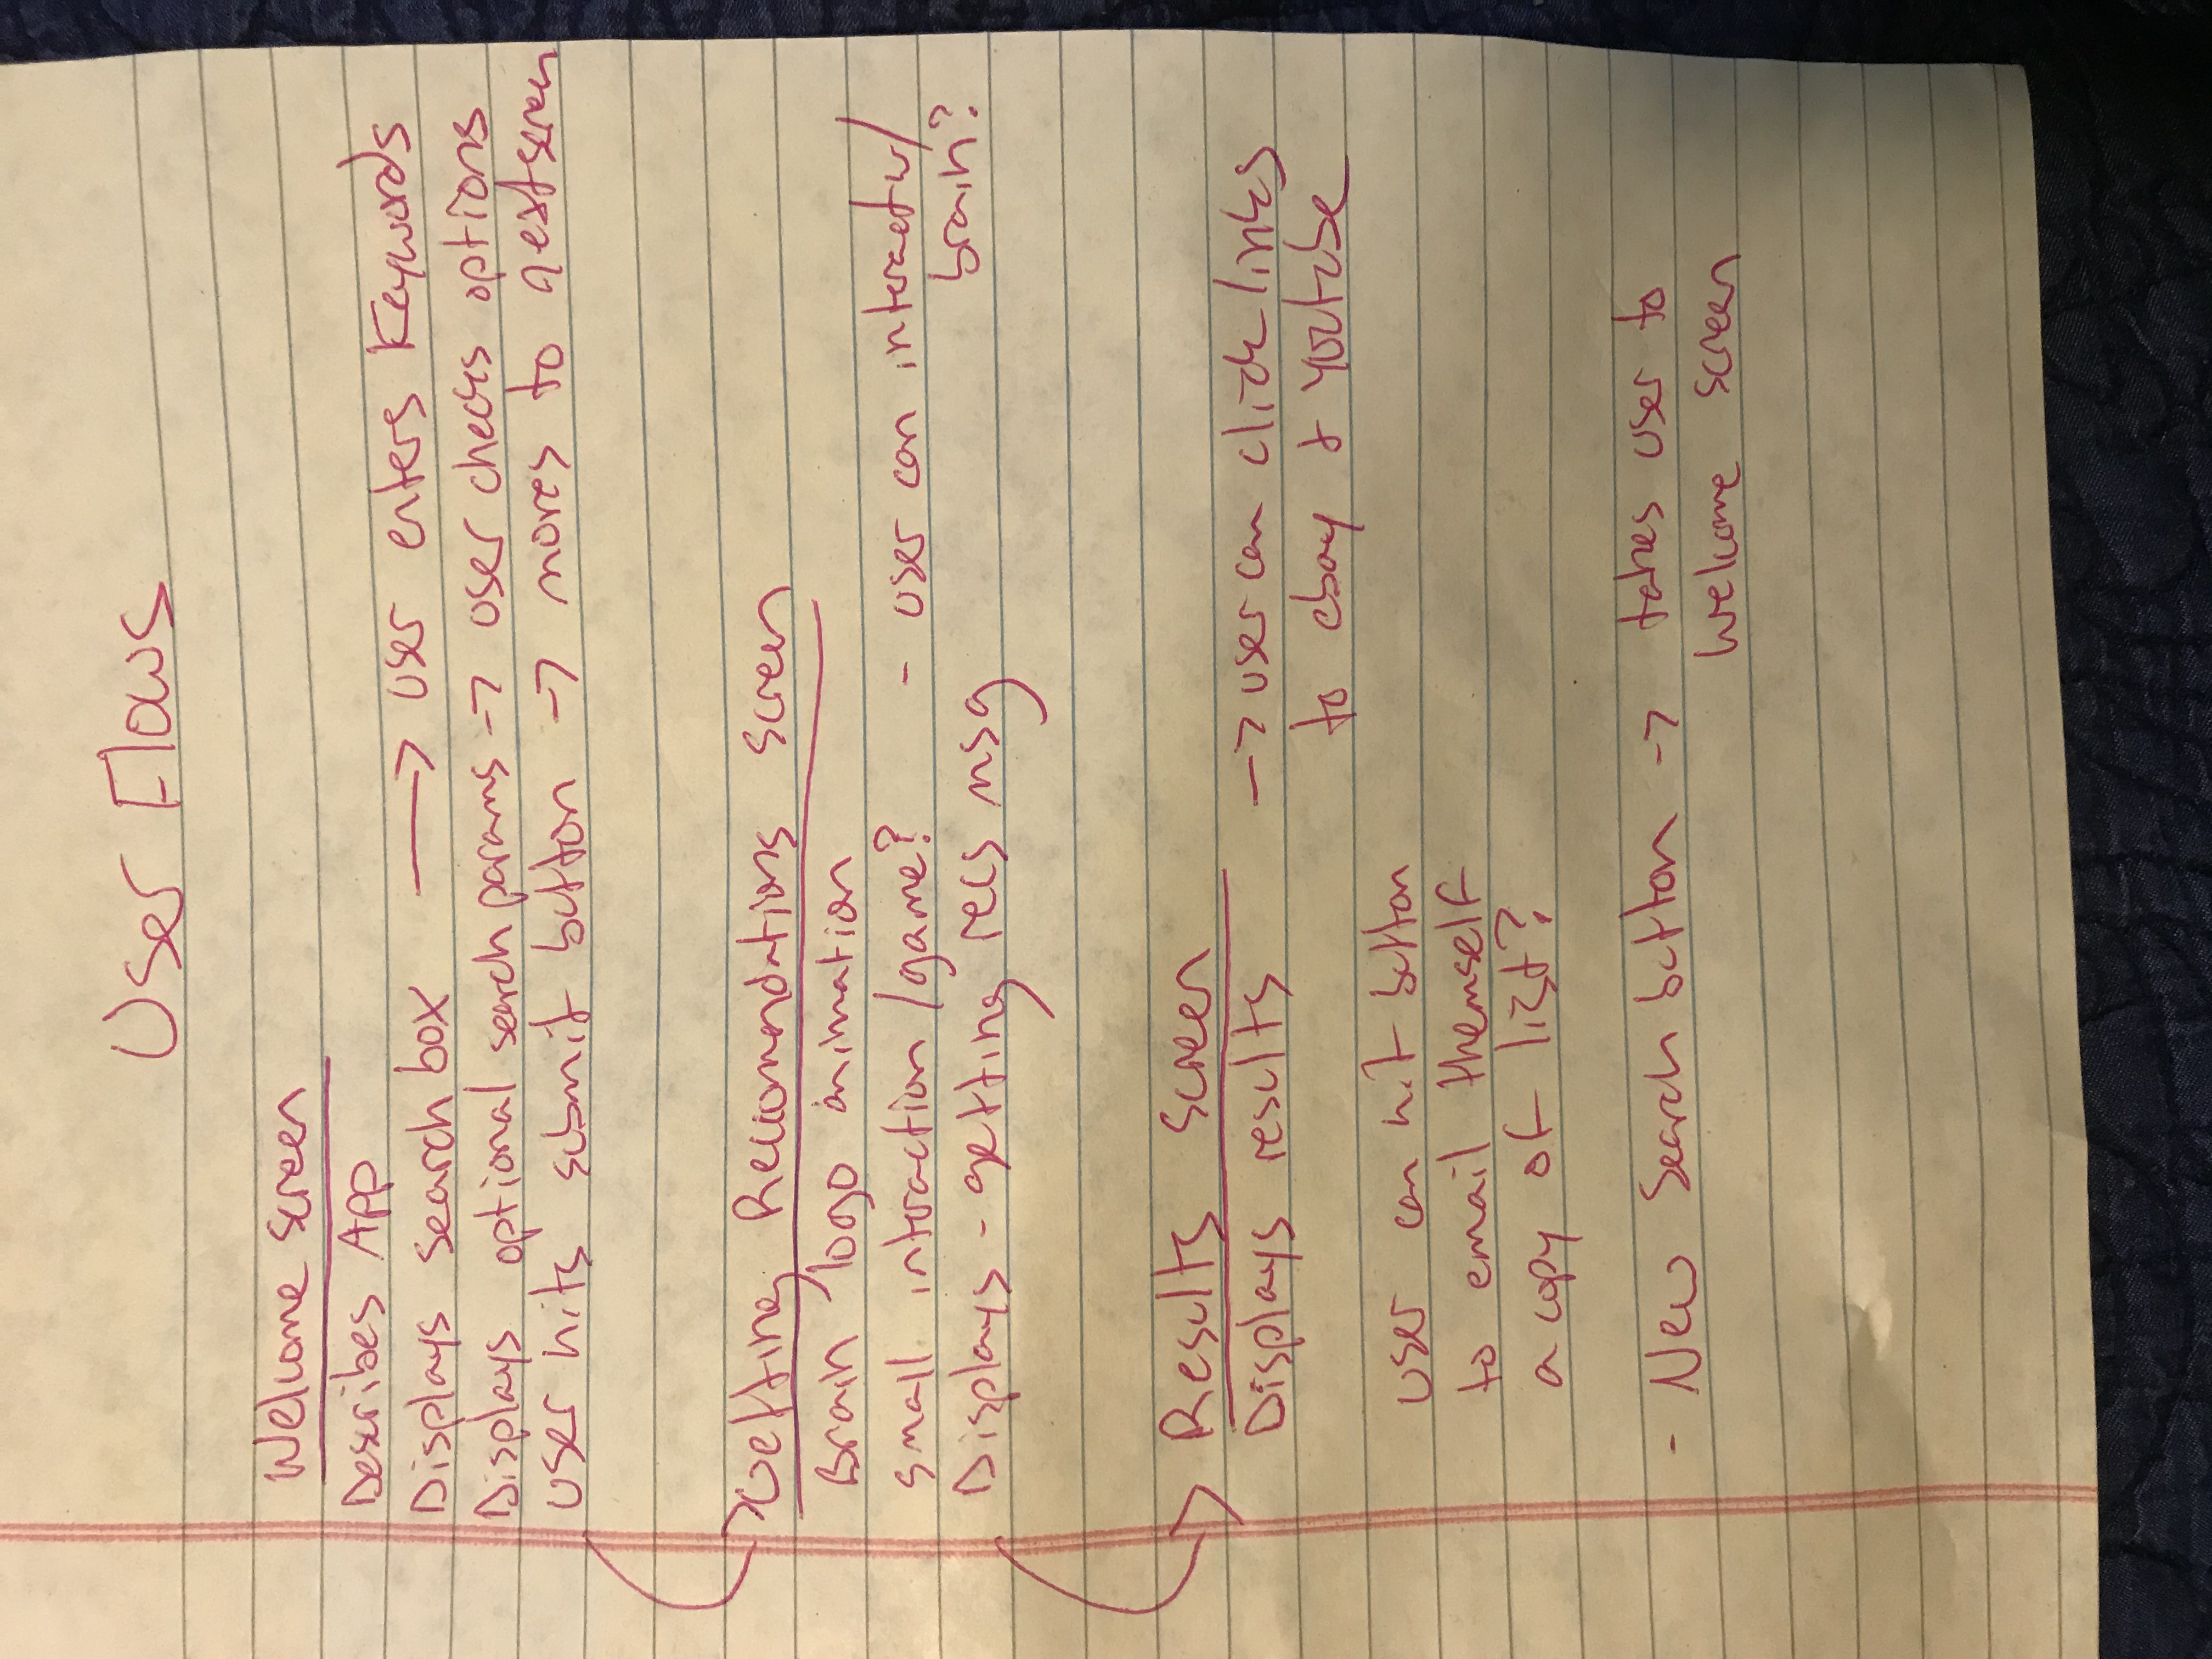 User Flows
Welcome screen
Describes App
Displays search box → user enters Keywords
Displays optional search params → user checks options
user hits submit button → moves to next screen
Getting Reccomendations screen
Brain logo animation
small interaction/game? - user can interact w/
brain?
Displays - getting recs msg
Results screen
Displays results → user can click links
to ebay + youtube
user can hit button
to email themself
a copy of list?
- New Search button → takes user to
welcome screen